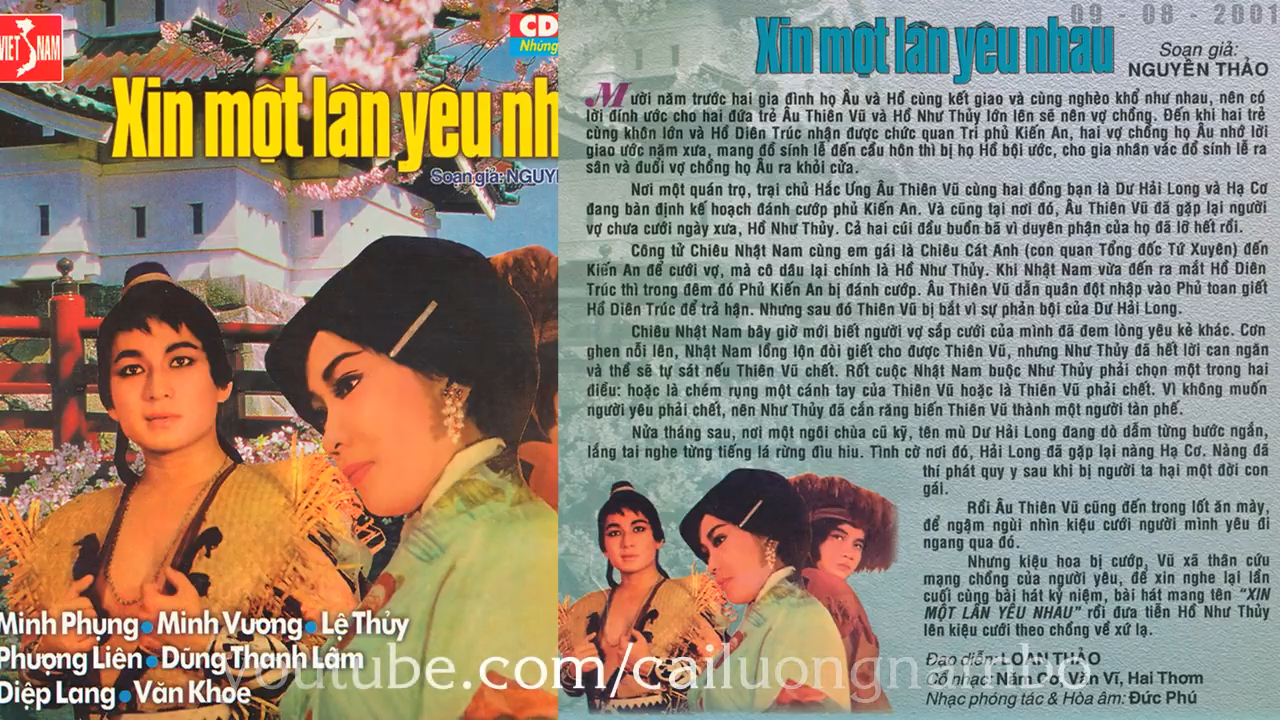 VIET NAM
CD
Những
Xin một lần yêu nh
Soạn giả: NGUY
Minh Phụng • Minh Vương • Lệ Thủy
Phượng Liên • Dũng Thanh Lâm
Diệp Lang • Văn Khoe
09 - 08 - 2001
Xin một lần yêu nhau
Soạn giả:
NGUYÊN THẢO
Mười năm trước hai gia đình họ Âu và Hồ cùng kết giao và cùng nghèo khổ như nhau, nên có
lời đính ước cho hai đứa trẻ Âu Thiên Vũ và Hồ Như Thủy lớn lên sẽ nên vợ chồng. Đến khi hai trẻ
cùng khôn lớn và Hồ Diên Trúc nhận được chức quan Tri phủ Kiến An, hai vợ chồng họ Âu nhớ lời
giao ước năm xưa, mang đồ sính lễ đến cầu hôn thì bị họ Hồ bội ước, cho gia nhân vác đồ sính lễ ra
sân và đuổi vợ chồng họ Âu ra khỏi cửa.
Nơi một quán trọ, trại chủ Hắc Ưng Âu Thiên Vũ cùng hai đồng bạn là Dư Hải Long và Hạ Cơ
đang bàn định kế hoạch đánh cướp phủ Kiến An. Và cũng tại nơi đó, Âu Thiên Vũ đã gặp lại người
vợ chưa cưới ngày xưa, Hồ Như Thủy. Cả hai cúi đầu buồn bã vì duyên phận của họ đã lỡ hết rồi.
Công tử Chiêu Nhật Nam cùng em gái là Chiêu Cát Anh (con quan Tổng đốc Tứ Xuyên) đến
Kiến An để cưới vợ, mà cô dâu lại chính là Hồ Như Thủy. Khi Nhật Nam vừa đến ra mắt Hồ Diên
Trúc thì trong đêm đó Phủ Kiến An bị đánh cướp. Âu Thiên Vũ dẫn quân đột nhập vào Phủ toan giết
Hồ Diên Trúc để trả hận. Nhưng sau đó Thiên Vũ bị bắt vì sự phản bội của Dư Hải Long.
Chiêu Nhật Nam bây giờ mới biết người vợ sắp cưới của mình đã đem lòng yêu kẻ khác. Cơn
ghen nổi lên, Nhật Nam lồng lộn đòi giết cho được Thiên Vũ, nhưng Như Thủy đã hết lời can ngăn
và thề sẽ tự sát nếu Thiên Vũ chết. Rốt cuộc Nhật Nam buộc Như Thủy phải chọn một trong hai
điều: hoặc là chém rụng một cánh tay của Thiên Vũ hoặc là Thiên Vũ phải chết. Vì không muốn
người yêu phải chết, nên Như Thủy đã cắn răng biến Thiên Vũ thành một người tàn phế.
Nửa tháng sau, nơi một ngôi chùa cũ kỹ, tên mù Dư Hải Long đang dò dẫm từng bước ngắn,
lắng tai nghe từng tiếng lá rừng đìu hiu. Tình cờ nơi đó, Hải Long đã gặp lại nàng Hạ Cơ. Nàng đã
thí phát quy y sau khi bị người ta hại một đời con
gái.
Rồi Âu Thiên Vũ cũng đến trong lốt ăn mày,
để ngậm ngùi nhìn kiệu cưới người mình yêu đi
ngang qua đó.
Nhưng kiệu hoa bị cướp, Vũ xã thân cứu
mạng chồng của người yêu, để xin nghe lại lần
cuối cùng bài hát kỷ niệm, bài hát mang tên "XIN
MỘT LẦN YÊU NHAU" rồi đưa tiễn Hồ Như Thủy
lên kiệu cưới theo chồng về xứ lạ.
Đạo diễn: LOAN THẢO
Cổ nhạc: Năm Cơ, Văn Vĩ, Hai Thơm
Nhạc phóng tác & Hòa âm: Đức Phú
youtube.com/cailuongnambo